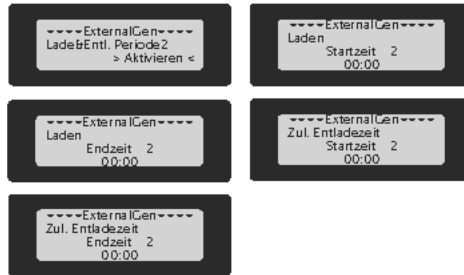 ----ExternalGen----
Lade&Entl. Periode2
> Aktivieren <
----ExternalGen----
Laden
Startzeit 2
00:00
----ExternalGen----
Laden
Endzeit 2
00:00
----ExternalGen----
Zul. Entladezeit
Startzeit 2
00:00
----ExternalGen----
Zul. Entladezeit
Endzeit 2
00:00